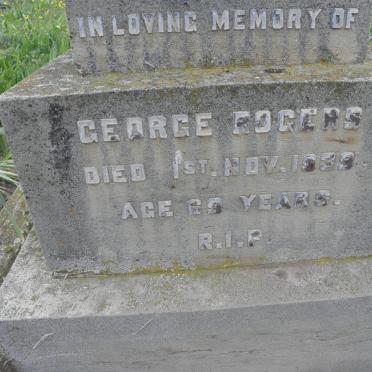 IN LOVING MEMORY OF
GEORGE ROGERS
DIED 1ST. NOV. 1939.
AGE 69 YEARS.
R.I.P.